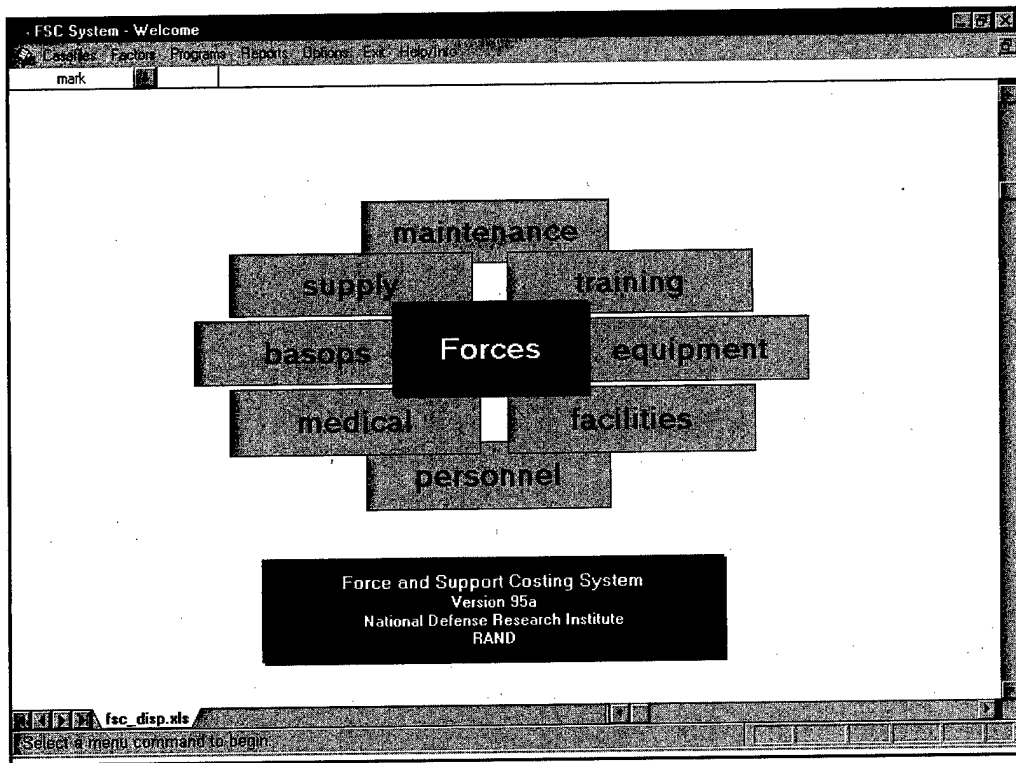 FSC System - Welcome
Casefiles Factors Programs Reports Options Exit Help/Info
mark
maintenance
supply
training
basops
Forces
equipment
medical
facilities
personnel
Force and Support Costing System
Version 95a
National Defense Research Institute
RAND
fsc_disp.xls
Select a menu command to begin